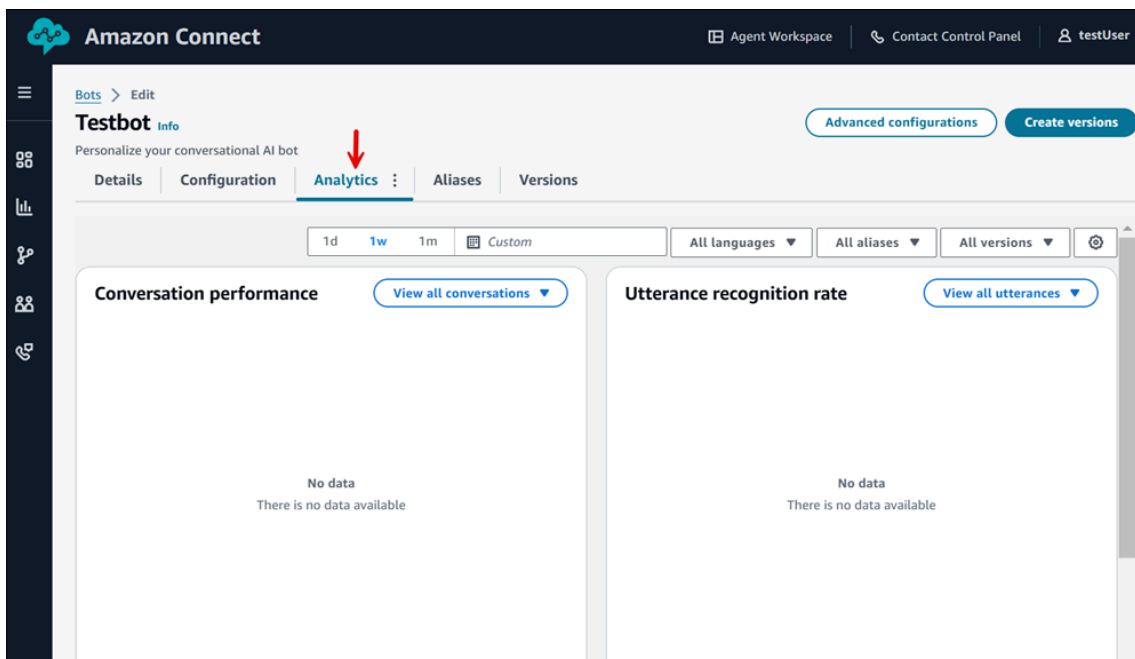 Amazon Connect
Agent Workspace
Contact Control Panel
testUser
Bots > Edit
Testbot Info
Advanced configurations
Create versions
Personalize your conversational AI bot
Details
Configuration
Analytics
Aliases
Versions
1d
1w
1m
Custom
All languages
All aliases
All versions
Conversation performance
View all conversations
No data
There is no data available
Utterance recognition rate
View all utterances
No data
There is no data available